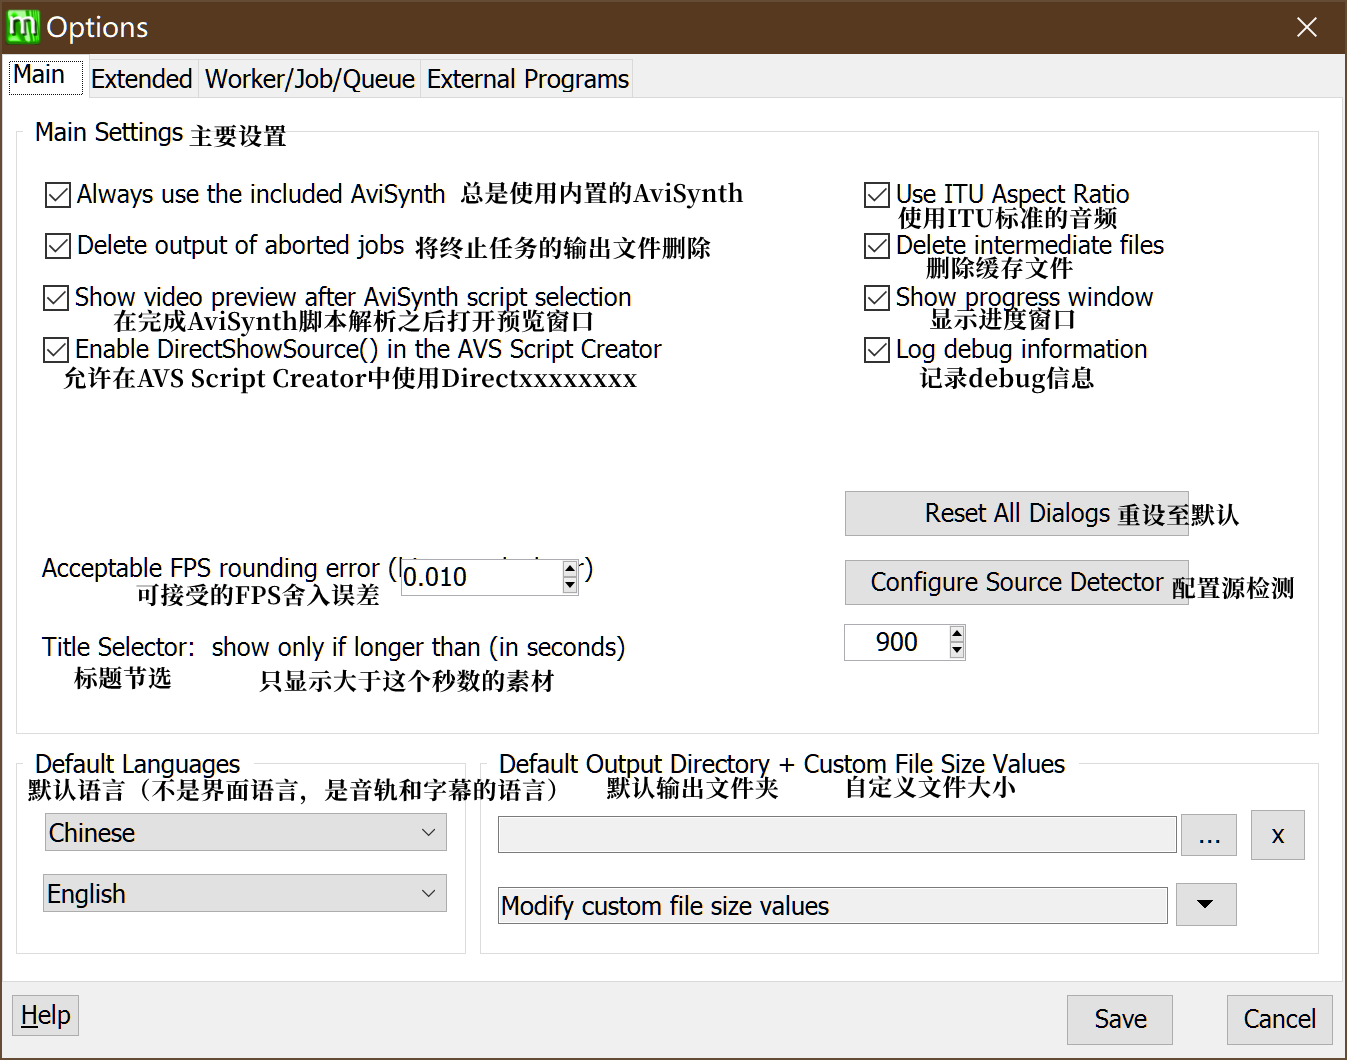 Options
Main Extended Worker/Job/Queue External Programs
Main Settings 主要设置
Always use the included AviSynth 总是使用内置的AviSynth
Use ITU Aspect Ratio
使用ITU标准的音频
Delete output of aborted jobs 将终止任务的输出文件删除
Delete intermediate files
删除缓存文件
Show video preview after AviSynth script selection
在完成AviSynth脚本解析之后打开预览窗口
Show progress window
显示进度窗口
Enable DirectShowSource() in the AVS Script Creator
允许在AVS Script Creator中使用Directxxxxxxxx
Log debug information
记录debug信息
Reset All Dialogs 重设至默认
Acceptable FPS rounding error (
0.010
可接受的FPS舍入误差
Configure Source Detector 配置源检测
Title Selector: show only if longer than (in seconds)
900
标题节选 只显示大于这个秒数的素材
Default Languages
默认语言（不是界面语言，是音轨和字幕的语言）
Chinese
English
Default Output Directory + Custom File Size Values
默认输出文件夹 自定义文件大小
... x
Modify custom file size values
Help Save Cancel